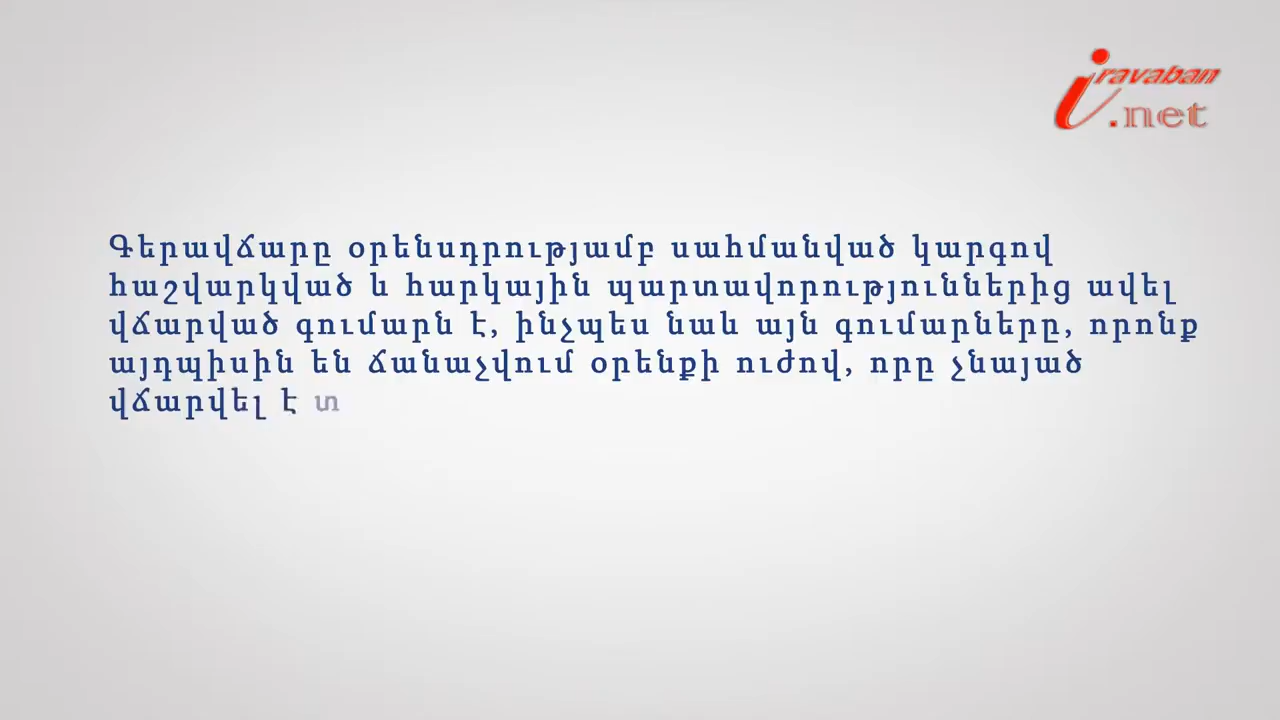 iravaban
.net
Գերավճարը օրենսդրությամբ սահմանված կարգով
հաշվարկված և հարկային պարտավորություններից ավել
վճարված գումարն է, ինչպես նաև այն գումարները, որոնք
այդպիսին են ճանաչվում օրենքի ուժով, որը չնայած
վճարվել է տ